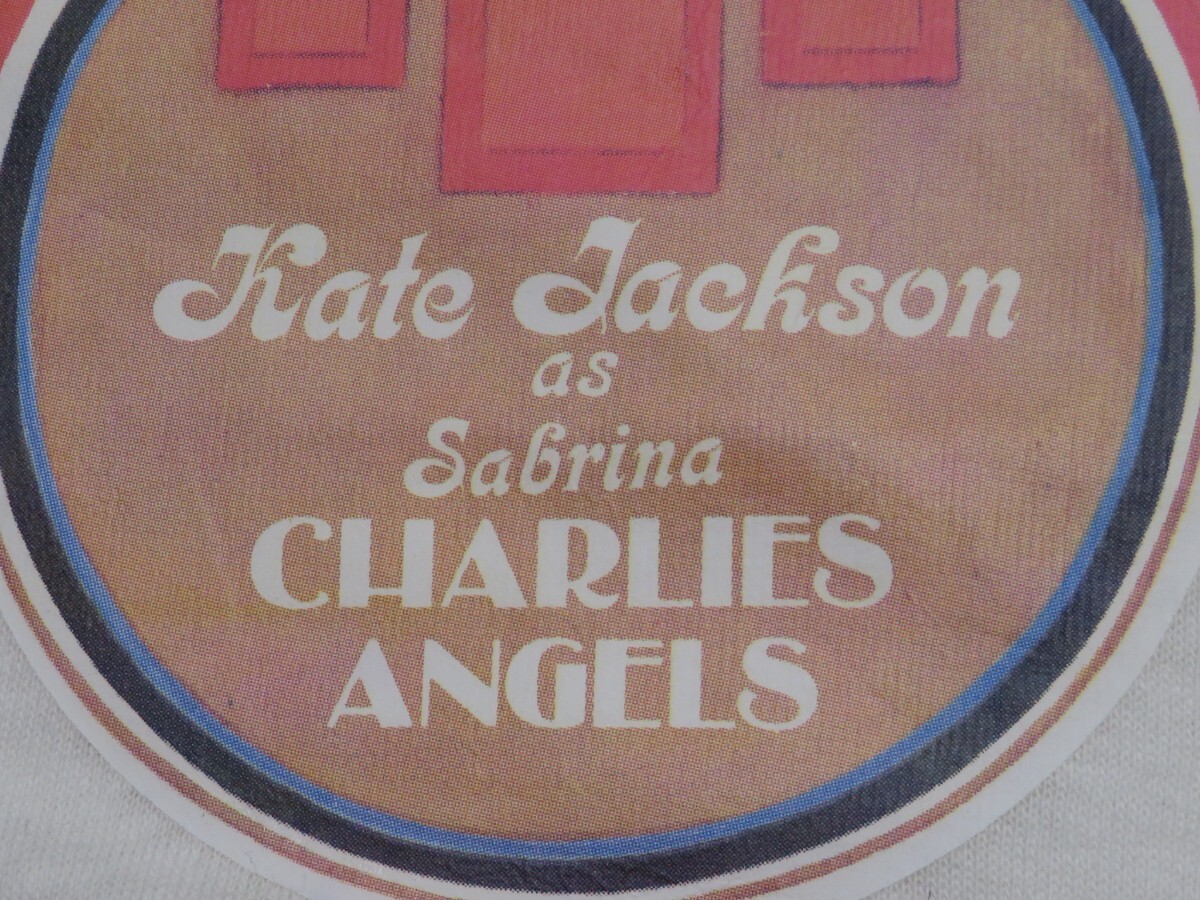 Kate Jackson
as
Sabrina
CHARLIES
ANGELS